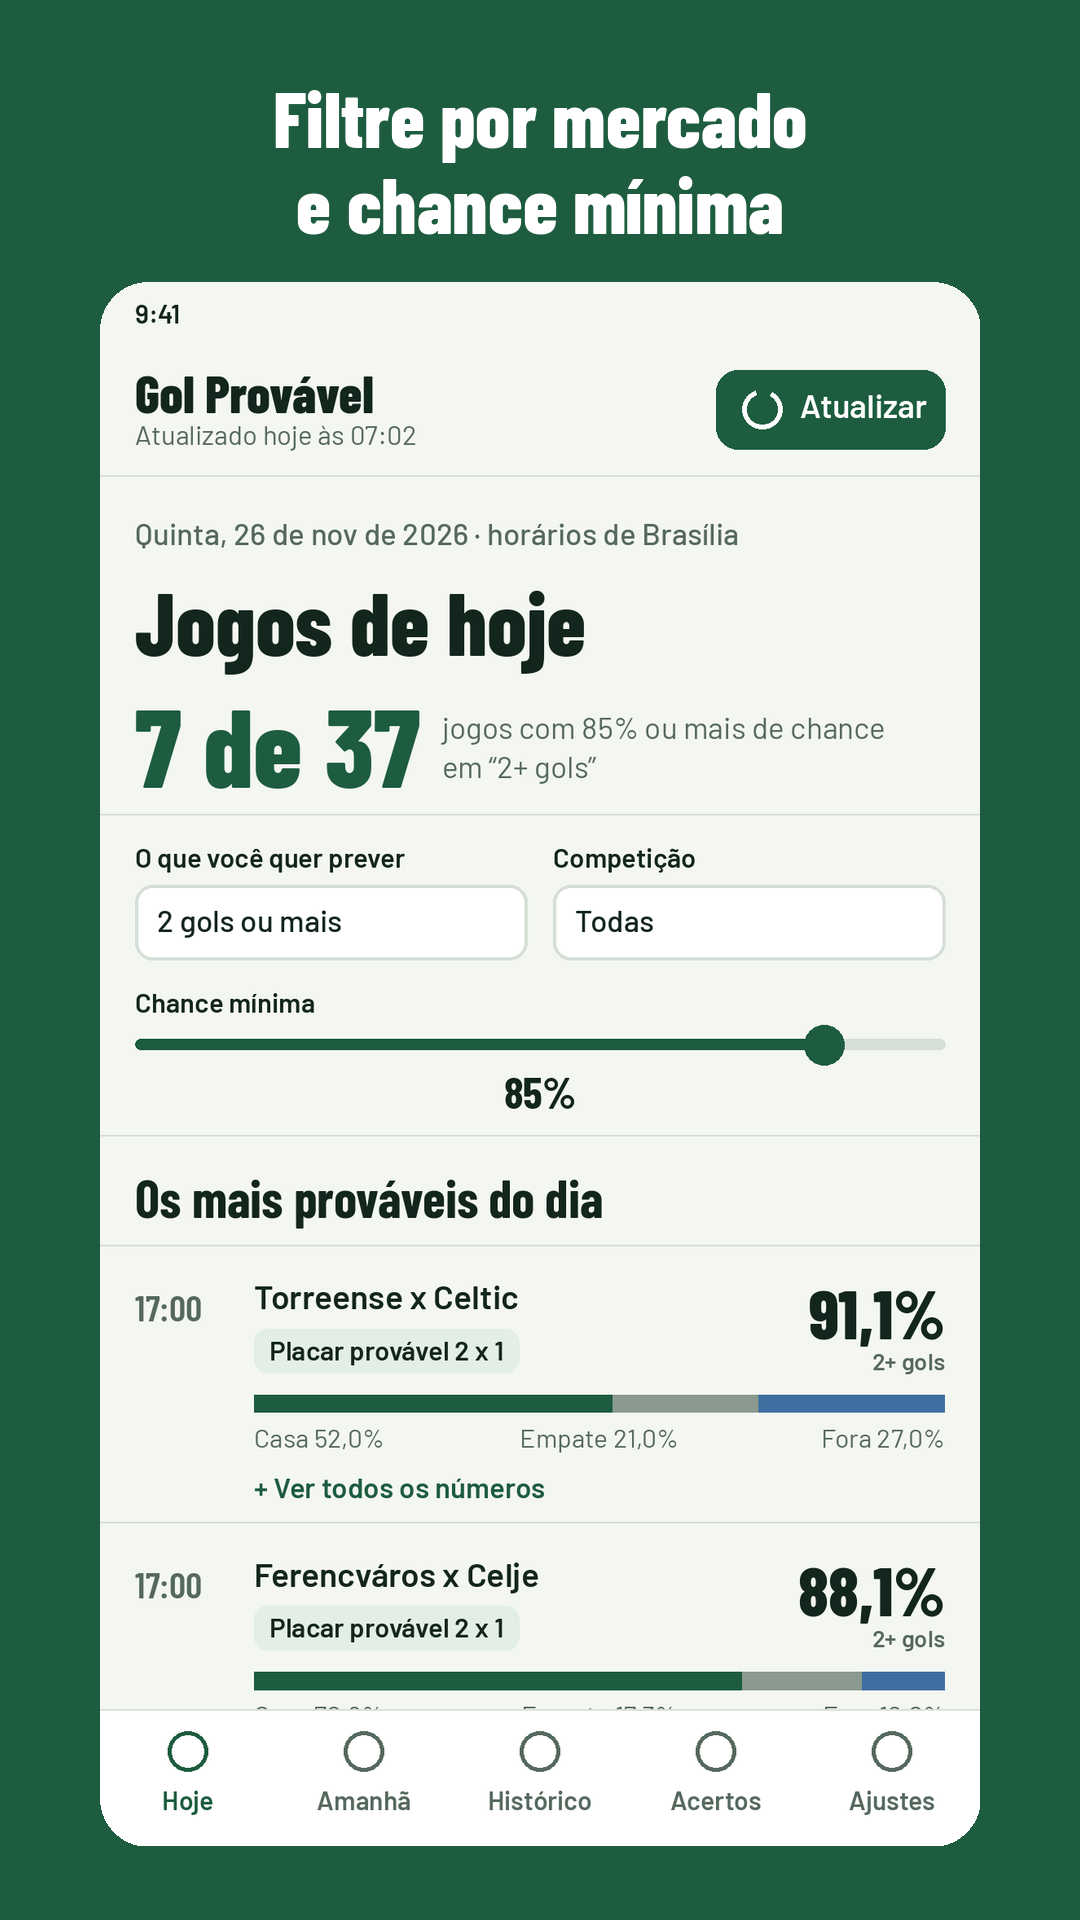 Filtre por mercado
e chance mínima
9:41
Gol Provável
Atualizado hoje às 07:02
Atualizar
Quinta, 26 de nov de 2026 · horários de Brasília
Jogos de hoje
7 de 37
jogos com 85% ou mais de chance
em “2+ gols”
O que você quer prever
Competição
2 gols ou mais
Todas
Chance mínima
85%
Os mais prováveis do dia
17:00
Torreense x Celtic
91,1%
Placar provável 2 x 1
2+ gols
Casa 52,0%
Empate 21,0%
Fora 27,0%
+ Ver todos os números
17:00
Ferencváros x Celje
88,1%
Placar provável 2 x 1
2+ gols
Hoje
Amanhã
Histórico
Acertos
Ajustes